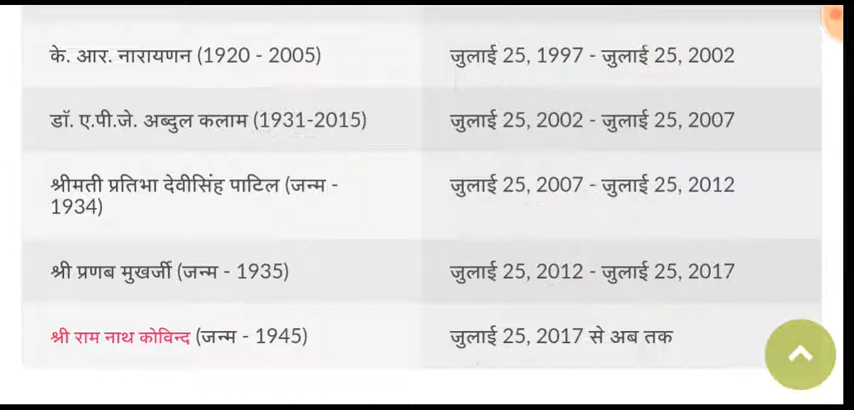 के. आर. नारायणन (1920 - 2005) जुलाई 25, 1997 - जुलाई 25, 2002
डॉ. ए.पी.जे. अब्दुल कलाम (1931-2015) जुलाई 25, 2002 - जुलाई 25, 2007
श्रीमती प्रतिभा देवीसिंह पाटिल (जन्म - जुलाई 25, 2007 - जुलाई 25, 2012
1934)
श्री प्रणब मुखर्जी (जन्म - 1935) जुलाई 25, 2012 - जुलाई 25, 2017
श्री राम नाथ कोविन्द (जन्म - 1945) जुलाई 25, 2017 से अब तक